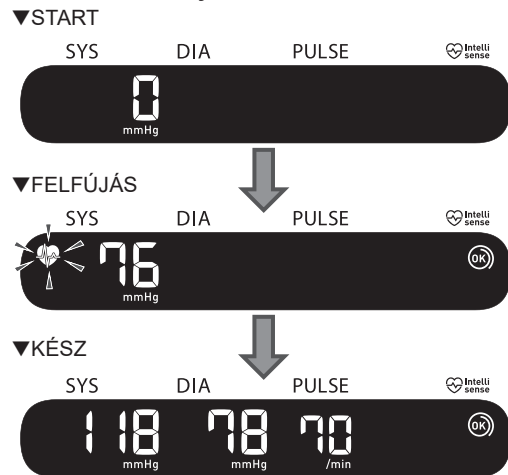 ▼START
SYS DIA PULSE Intelli sense
0
mmHg
▼FELFÚJÁS
SYS DIA PULSE Intelli sense
76 OK
mmHg
▼KÉSZ
SYS DIA PULSE Intelli sense
118 78 70 OK
mmHg mmHg /min